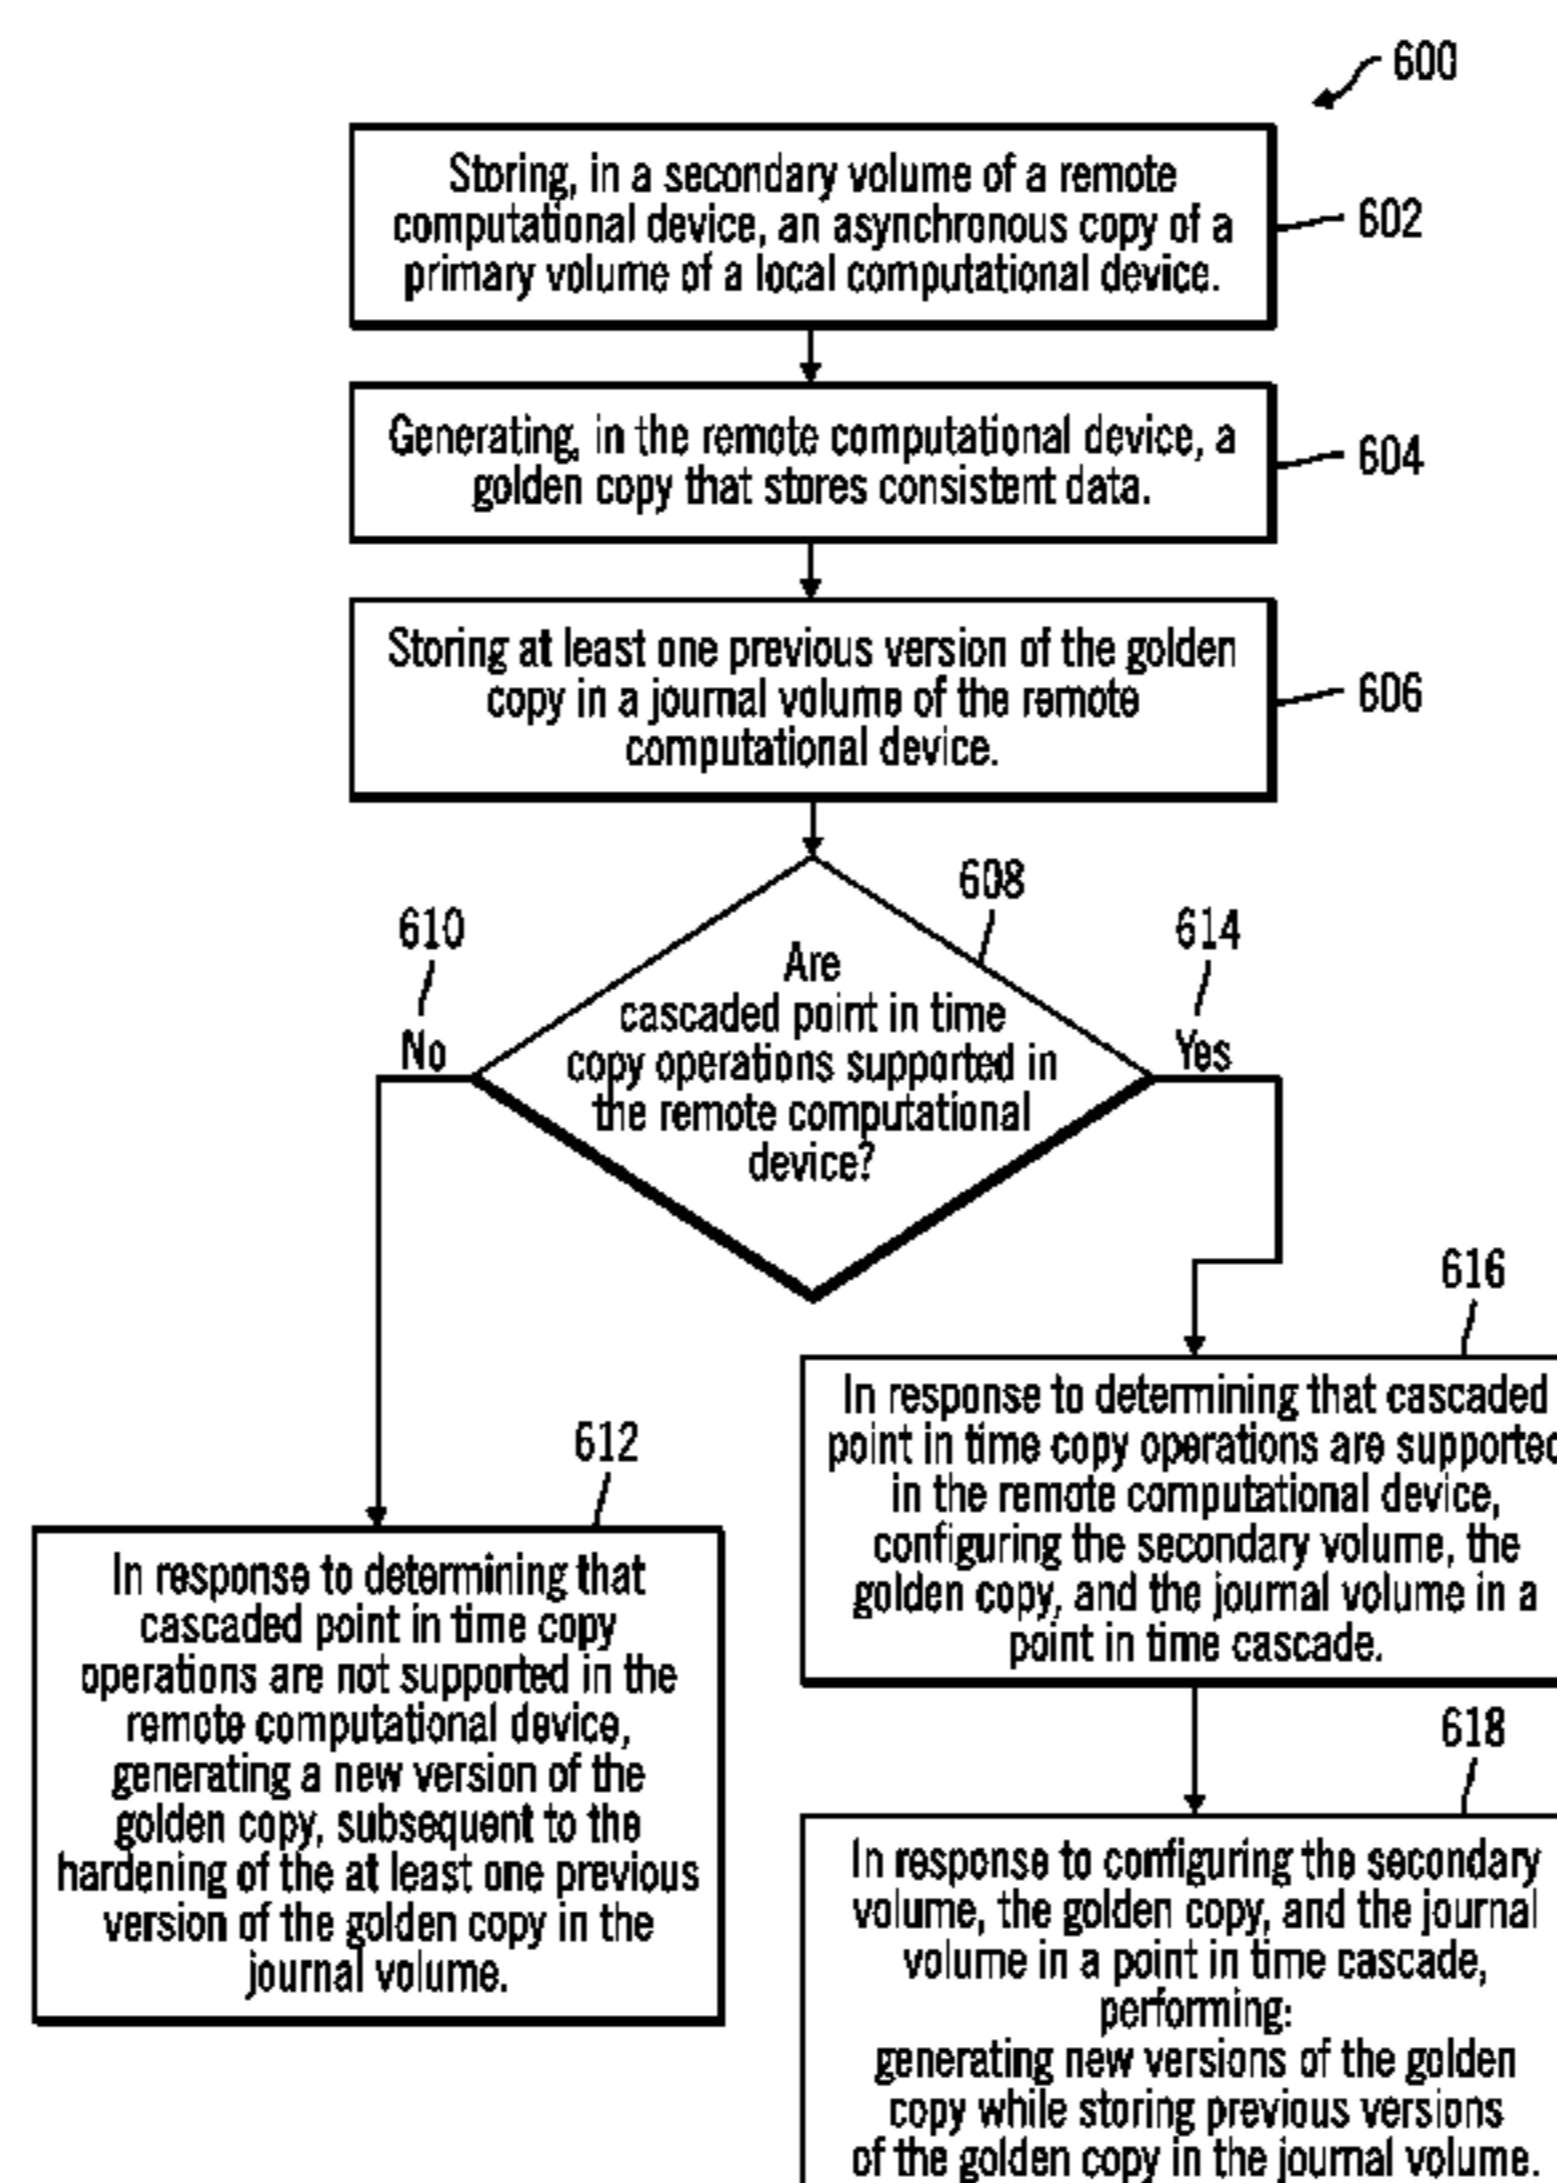 600
Storing, in a secondary volume of a remote
computational device, an asynchronous copy of a
primary volume of a local computational device.
602
Generating, in the remote computational device, a
golden copy that stores consistent data.
604
Storing at least one previous version of the golden
copy in a journal volume of the remote
computational device.
606
608
610
614
Are
cascaded point in time
copy operations supported in
the remote computational
device?
No
Yes
616
In response to determining that cascaded
point in time copy operations are supported
in the remote computational device,
configuring the secondary volume, the
golden copy, and the journal volume in a
point in time cascade.
612
In response to determining that
cascaded point in time copy
operations are not supported in the
remote computational device,
generating a new version of the
golden copy, subsequent to the
hardening of the at least one previous
version of the golden copy in the
journal volume.
618
In response to configuring the secondary
volume, the golden copy, and the journal
volume in a point in time cascade,
performing:
generating new versions of the golden
copy while storing previous versions
of the golden copy in the journal volume.